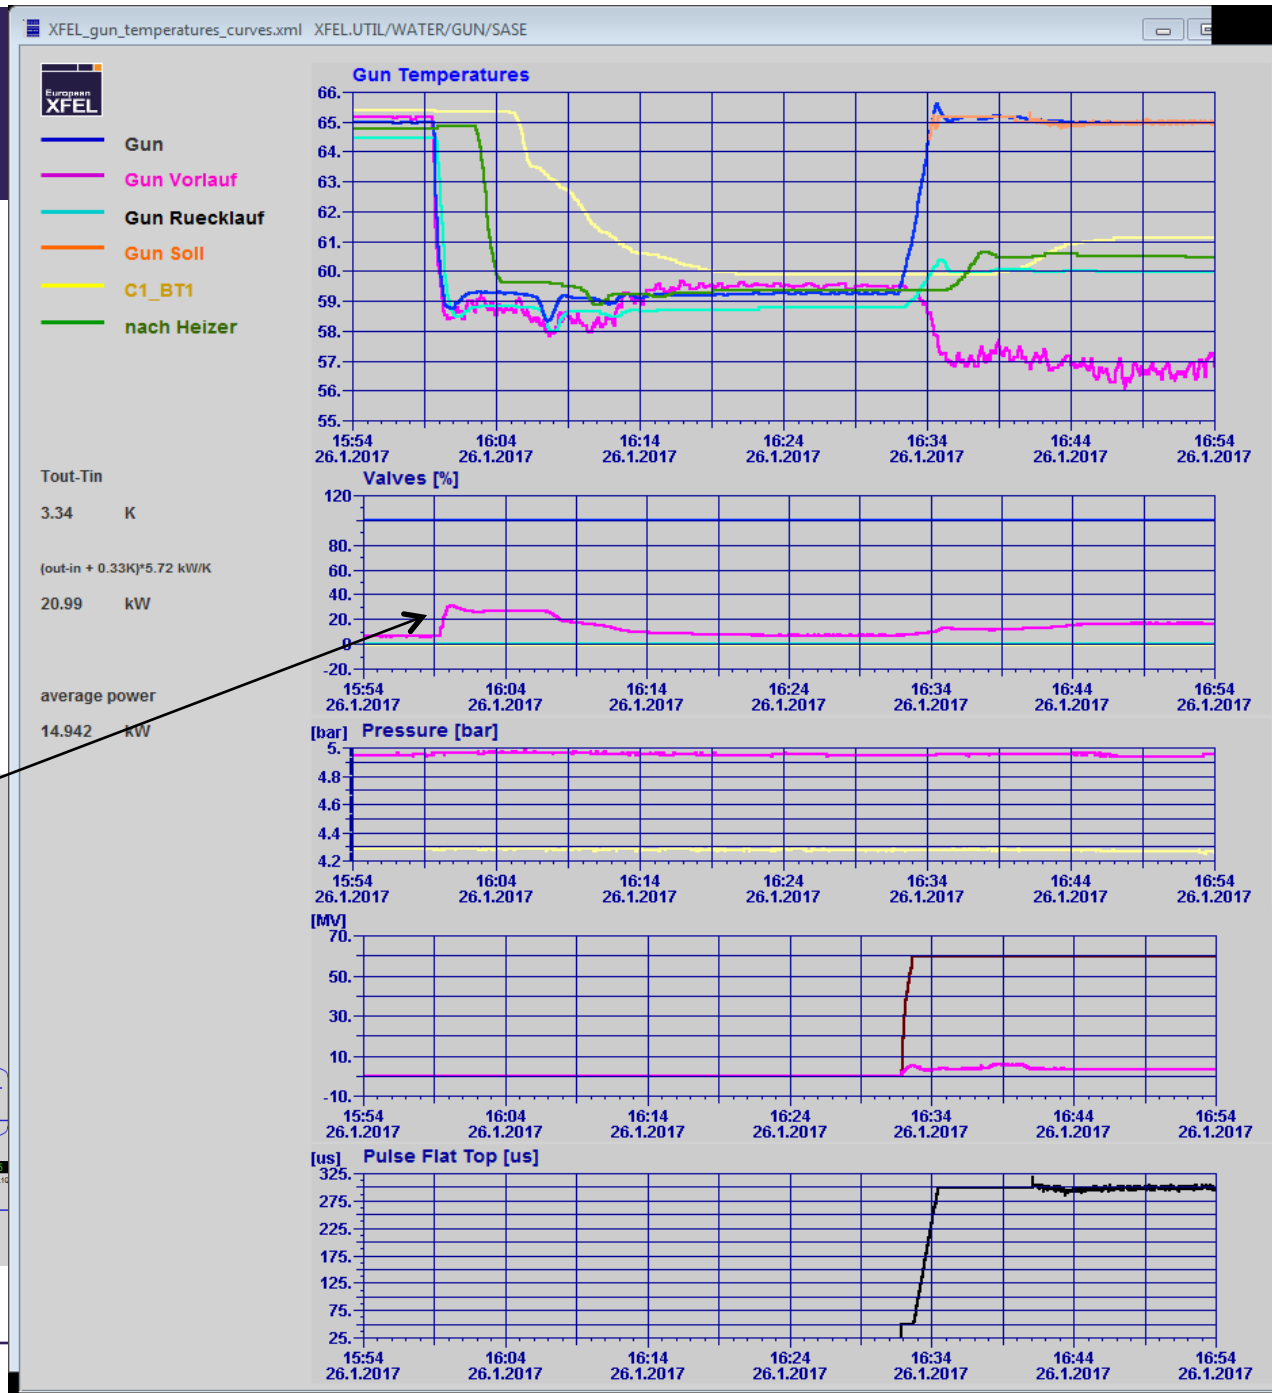 XFEL_gun_temperatures_curves.xml XFEL.UTIL/WATER/GUN/SASE
European
XFEL
Gun
Gun Vorlauf
Gun Ruecklauf
Gun Soll
C1_BT1
nach Heizer
Tout-Tin
3.34 K
(out-in + 0.33K)*5.72 kW/K
20.99 kW
average power
14.942 kW
Gun Temperatures
66.
65.
64.
63.
62.
61.
60.
59.
58.
57.
56.
55.
15:54 16:04 16:14 16:24 16:34 16:44 16:54
26.1.2017 26.1.2017 26.1.2017 26.1.2017 26.1.2017 26.1.2017 26.1.2017
Valves [%]
120
80.
60.
40.
20.
0
-20.
15:54 16:04 16:14 16:24 16:34 16:44 16:54
26.1.2017 26.1.2017 26.1.2017 26.1.2017 26.1.2017 26.1.2017 26.1.2017
[bar] Pressure [bar]
5.
4.8
4.6
4.4
4.2
15:54 16:04 16:14 16:24 16:34 16:44 16:54
26.1.2017 26.1.2017 26.1.2017 26.1.2017 26.1.2017 26.1.2017 26.1.2017
[MV]
70.
50.
30.
10.
-10.
15:54 16:04 16:14 16:24 16:34 16:44 16:54
26.1.2017 26.1.2017 26.1.2017 26.1.2017 26.1.2017 26.1.2017 26.1.2017
[us] Pulse Flat Top [us]
325.
275.
225.
175.
125.
75.
25.
15:54 16:04 16:14 16:24 16:34 16:44 16:54
26.1.2017 26.1.2017 26.1.2017 26.1.2017 26.1.2017 26.1.2017 26.1.2017